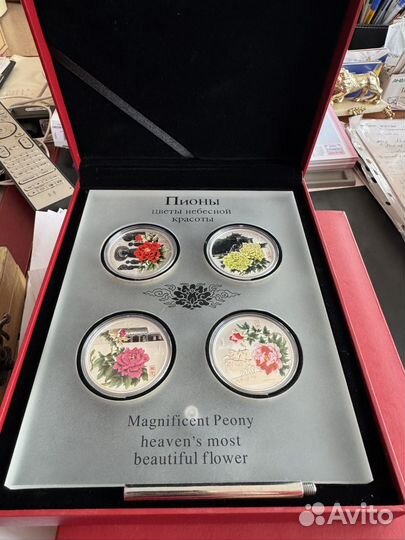 Пионы
цветы небесной
красоты
Magnificent Peony
heaven's most
beautiful flower
Avito